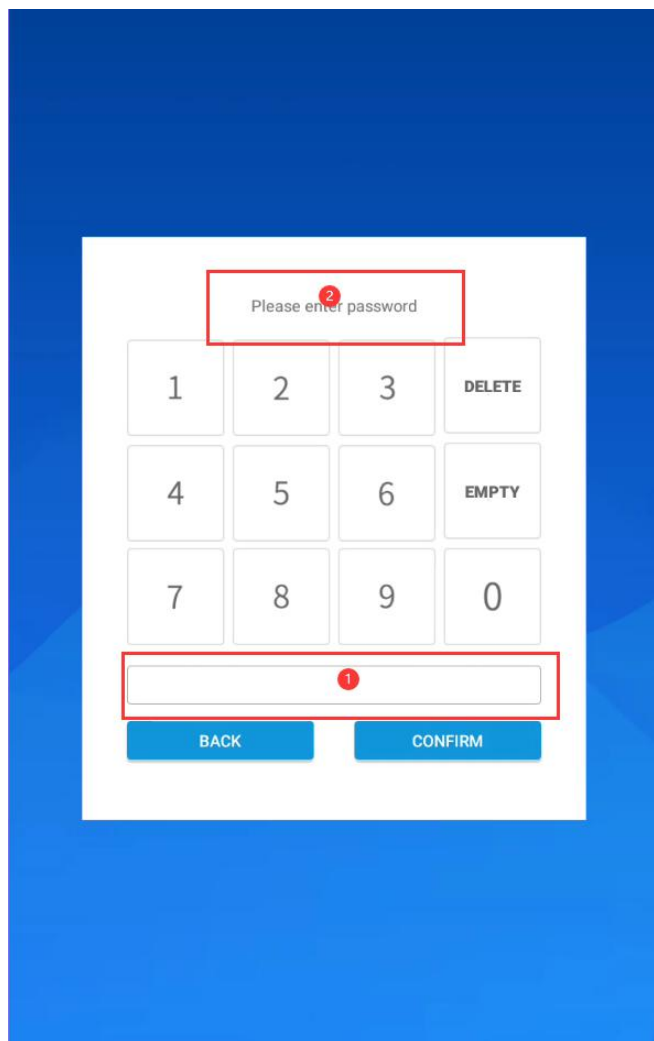 2
Please enter password
1 2 3 DELETE
4 5 6 EMPTY
7 8 9 0
1
BACK CONFIRM